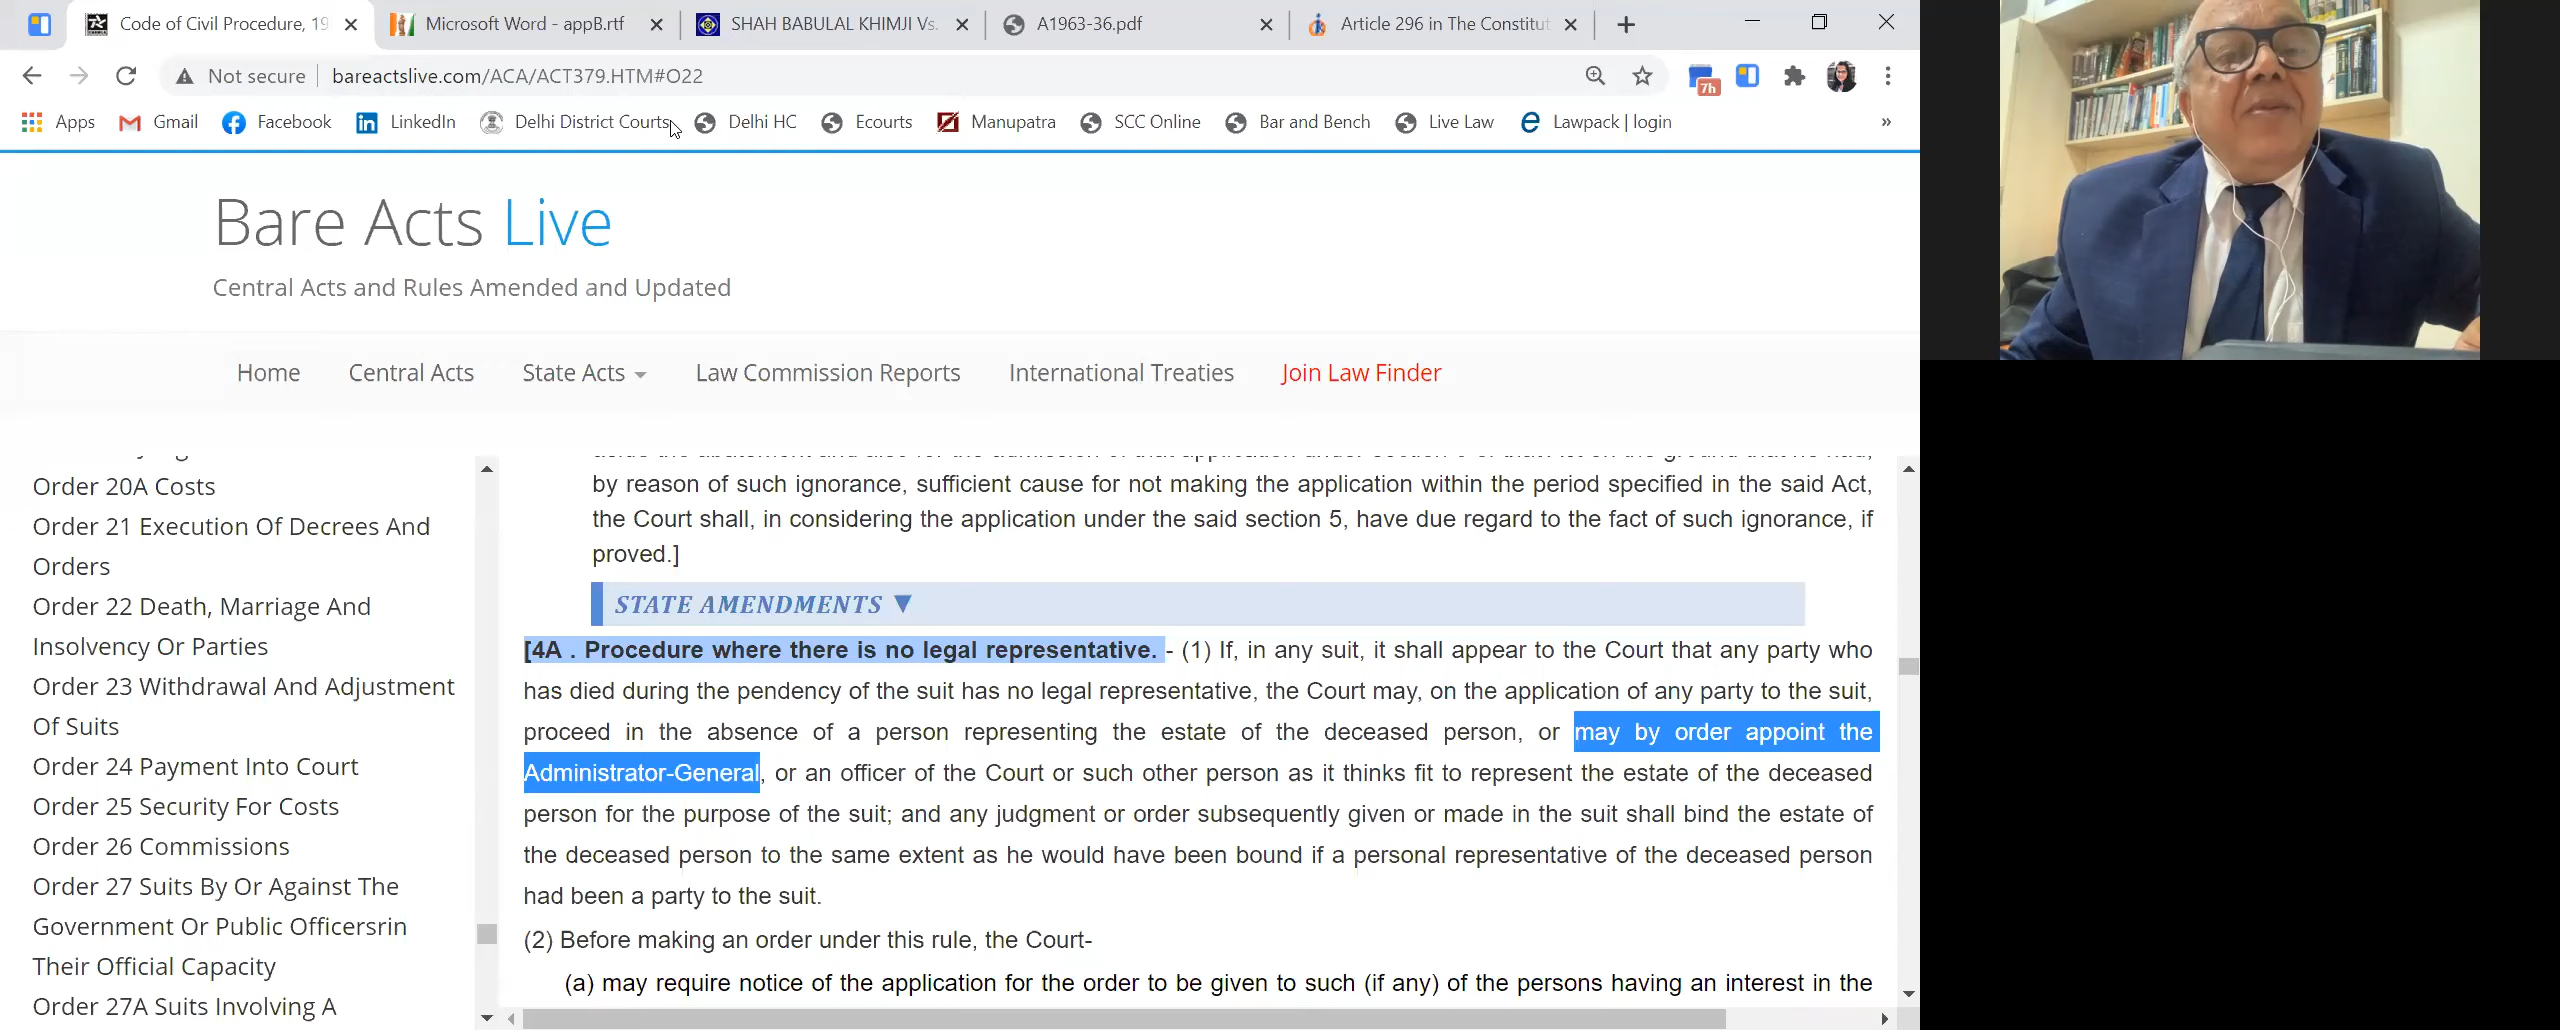 Code of Civil Procedure, 19
Microsoft Word - appB.rtf
SHAH BABULAL KHIMJI Vs.
A1963-36.pdf
Article 296 in The Constitut
Not secure
bareactslive.com/ACA/ACT379.HTM#O22
7h
Apps
Gmail
Facebook
LinkedIn
Delhi District Courts
Delhi HC
Ecourts
Manupatra
SCC Online
Bar and Bench
Live Law
Lawpack | login
»
Bare Acts Live
Central Acts and Rules Amended and Updated
Home
Central Acts
State Acts
Law Commission Reports
International Treaties
Join Law Finder
Order 20A Costs
Order 21 Execution Of Decrees And
Orders
Order 22 Death, Marriage And
Insolvency Or Parties
Order 23 Withdrawal And Adjustment
Of Suits
Order 24 Payment Into Court
Order 25 Security For Costs
Order 26 Commissions
Order 27 Suits By Or Against The
Government Or Public Officersrin
Their Official Capacity
Order 27A Suits Involving A
by reason of such ignorance, sufficient cause for not making the application within the period specified in the said Act,
the Court shall, in considering the application under the said section 5, have due regard to the fact of such ignorance, if
proved.]
STATE AMENDMENTS ▼
[4A . Procedure where there is no legal representative. - (1) If, in any suit, it shall appear to the Court that any party who
has died during the pendency of the suit has no legal representative, the Court may, on the application of any party to the suit,
proceed in the absence of a person representing the estate of the deceased person, or may by order appoint the
Administrator-General, or an officer of the Court or such other person as it thinks fit to represent the estate of the deceased
person for the purpose of the suit; and any judgment or order subsequently given or made in the suit shall bind the estate of
the deceased person to the same extent as he would have been bound if a personal representative of the deceased person
had been a party to the suit.
(2) Before making an order under this rule, the Court-
(a) may require notice of the application for the order to be given to such (if any) of the persons having an interest in the